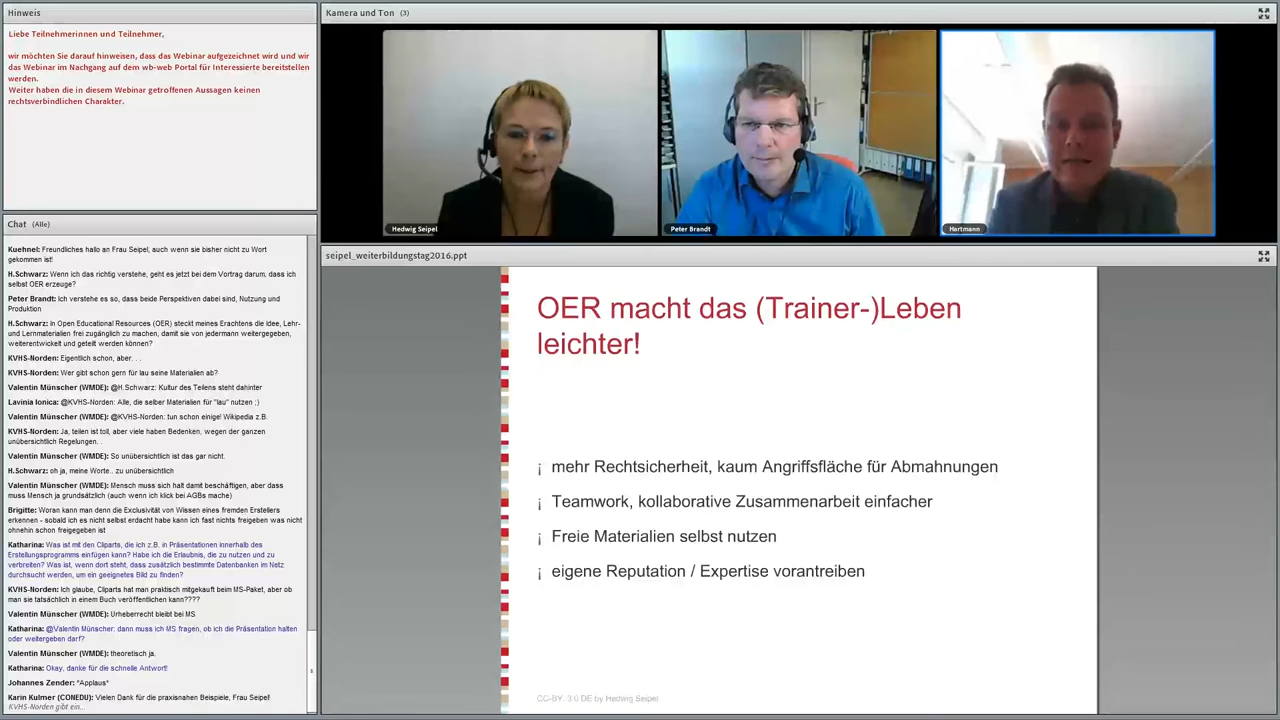 Hinweis
Liebe Teilnehmerinnen und Teilnehmer,
wir möchten Sie darauf hinweisen, dass das Webinar aufgezeichnet wird und wir
das Webinar im Nachgang auf dem wb-web Portal für Interessierte bereitstellen
werden.
Weiter haben die in diesem Webinar getroffenen Aussagen keinen
rechtsverbindlichen Charakter.
Chat (Alle)
Kuehnel: Freundliches hallo an Frau Seipel, auch wenn sie bisher nicht zu Wort
gekommen ist!
H.Schwarz: Wenn ich das richtig verstehe, geht es jetzt bei dem Vortrag darum, dass ich
selbst OER erzeuge?
Peter Brandt: Ich verstehe es so, dass beide Perspektiven dabei sind, Nutzung und
Produktion
H.Schwarz: In Open Educational Resources (OER) steckt meines Erachtens die Idee, Lehr-
und Lernmaterialien frei zugänglich zu machen, damit sie von jedermann weitergegeben,
weiterentwickelt und geteilt werden können?
KVHS-Norden: Eigentlich schon, aber. . .
KVHS-Norden: Wer gibt schon gern für lau seine Materialien ab?
Valentin Münscher (WMDE): @H.Schwarz: Kultur des Teilens steht dahinter
Lavinia Ionica: @KVHS-Norden: Alle, die selber Materialien für "lau" nutzen ;)
Valentin Münscher (WMDE): @KVHS-Norden: tun schon einige! Wikipedia z.B.
KVHS-Norden: Ja, teilen ist toll, aber viele haben Bedenken, wegen der ganzen
unübersichtlich Regelungen. .
Valentin Münscher (WMDE): So unübersichtlich ist das gar nicht.
H.Schwarz: oh ja, meine Worte.. zu unübersichtlich
Valentin Münscher (WMDE): Mensch muss sich halt damit beschäftigen, aber dass
muss Mensch ja grundsätzlich (auch wenn ich klick bei AGBs mache)
Brigitte: Woran kann man denn die Exclusivität von Wissen eines fremden Erstellers
erkennen - sobald ich es nicht selbst erdacht habe kann ich fast nichts freigeben was nicht
ohnehin schon freigegeben ist
Katharina: Was ist mit den Cliparts, die ich z.B. in Präsentationen innerhalb des
Erstellungsprogramms einfügen kann? Habe ich die Erlaubnis, die zu nutzen und zu
verbreiten? Was ist, wenn dort steht, dass zusätzlich bestimmte Datenbanken im Netz
durchsucht werden, um ein geeignetes Bild zu finden?
KVHS-Norden: Ich glaube, Cliparts hat man praktisch mitgekauft beim MS-Paket, aber ob
man sie tatsächlich in einem Buch veröffentlichen kann????
Valentin Münscher (WMDE): Urheberrecht bleibt bei MS
Katharina: @Valentin Münscher: dann muss ich MS fragen, ob ich die Präsentation halten
oder weitergeben darf?
Valentin Münscher (WMDE): theoretisch ja.
Katharina: Okay, danke für die schnelle Antwort!
Johannes Zender: *Applaus*
Karin Kulmer (CONEDU): Vielen Dank für die praxisnahen Beispiele, Frau Seipel!
KVHS-Norden gibt ein...
Kamera und Ton (3)
Hedwig Seipel
Peter Brandt
Hartmann
seipel_weiterbildungstag2016.ppt
OER macht das (Trainer-)Leben
leichter!
¡ mehr Rechtsicherheit, kaum Angriffsfläche für Abmahnungen
¡ Teamwork, kollaborative Zusammenarbeit einfacher
¡ Freie Materialien selbst nutzen
¡ eigene Reputation / Expertise vorantreiben
CC-BY. 3.0 DE by Hedwig Seipel